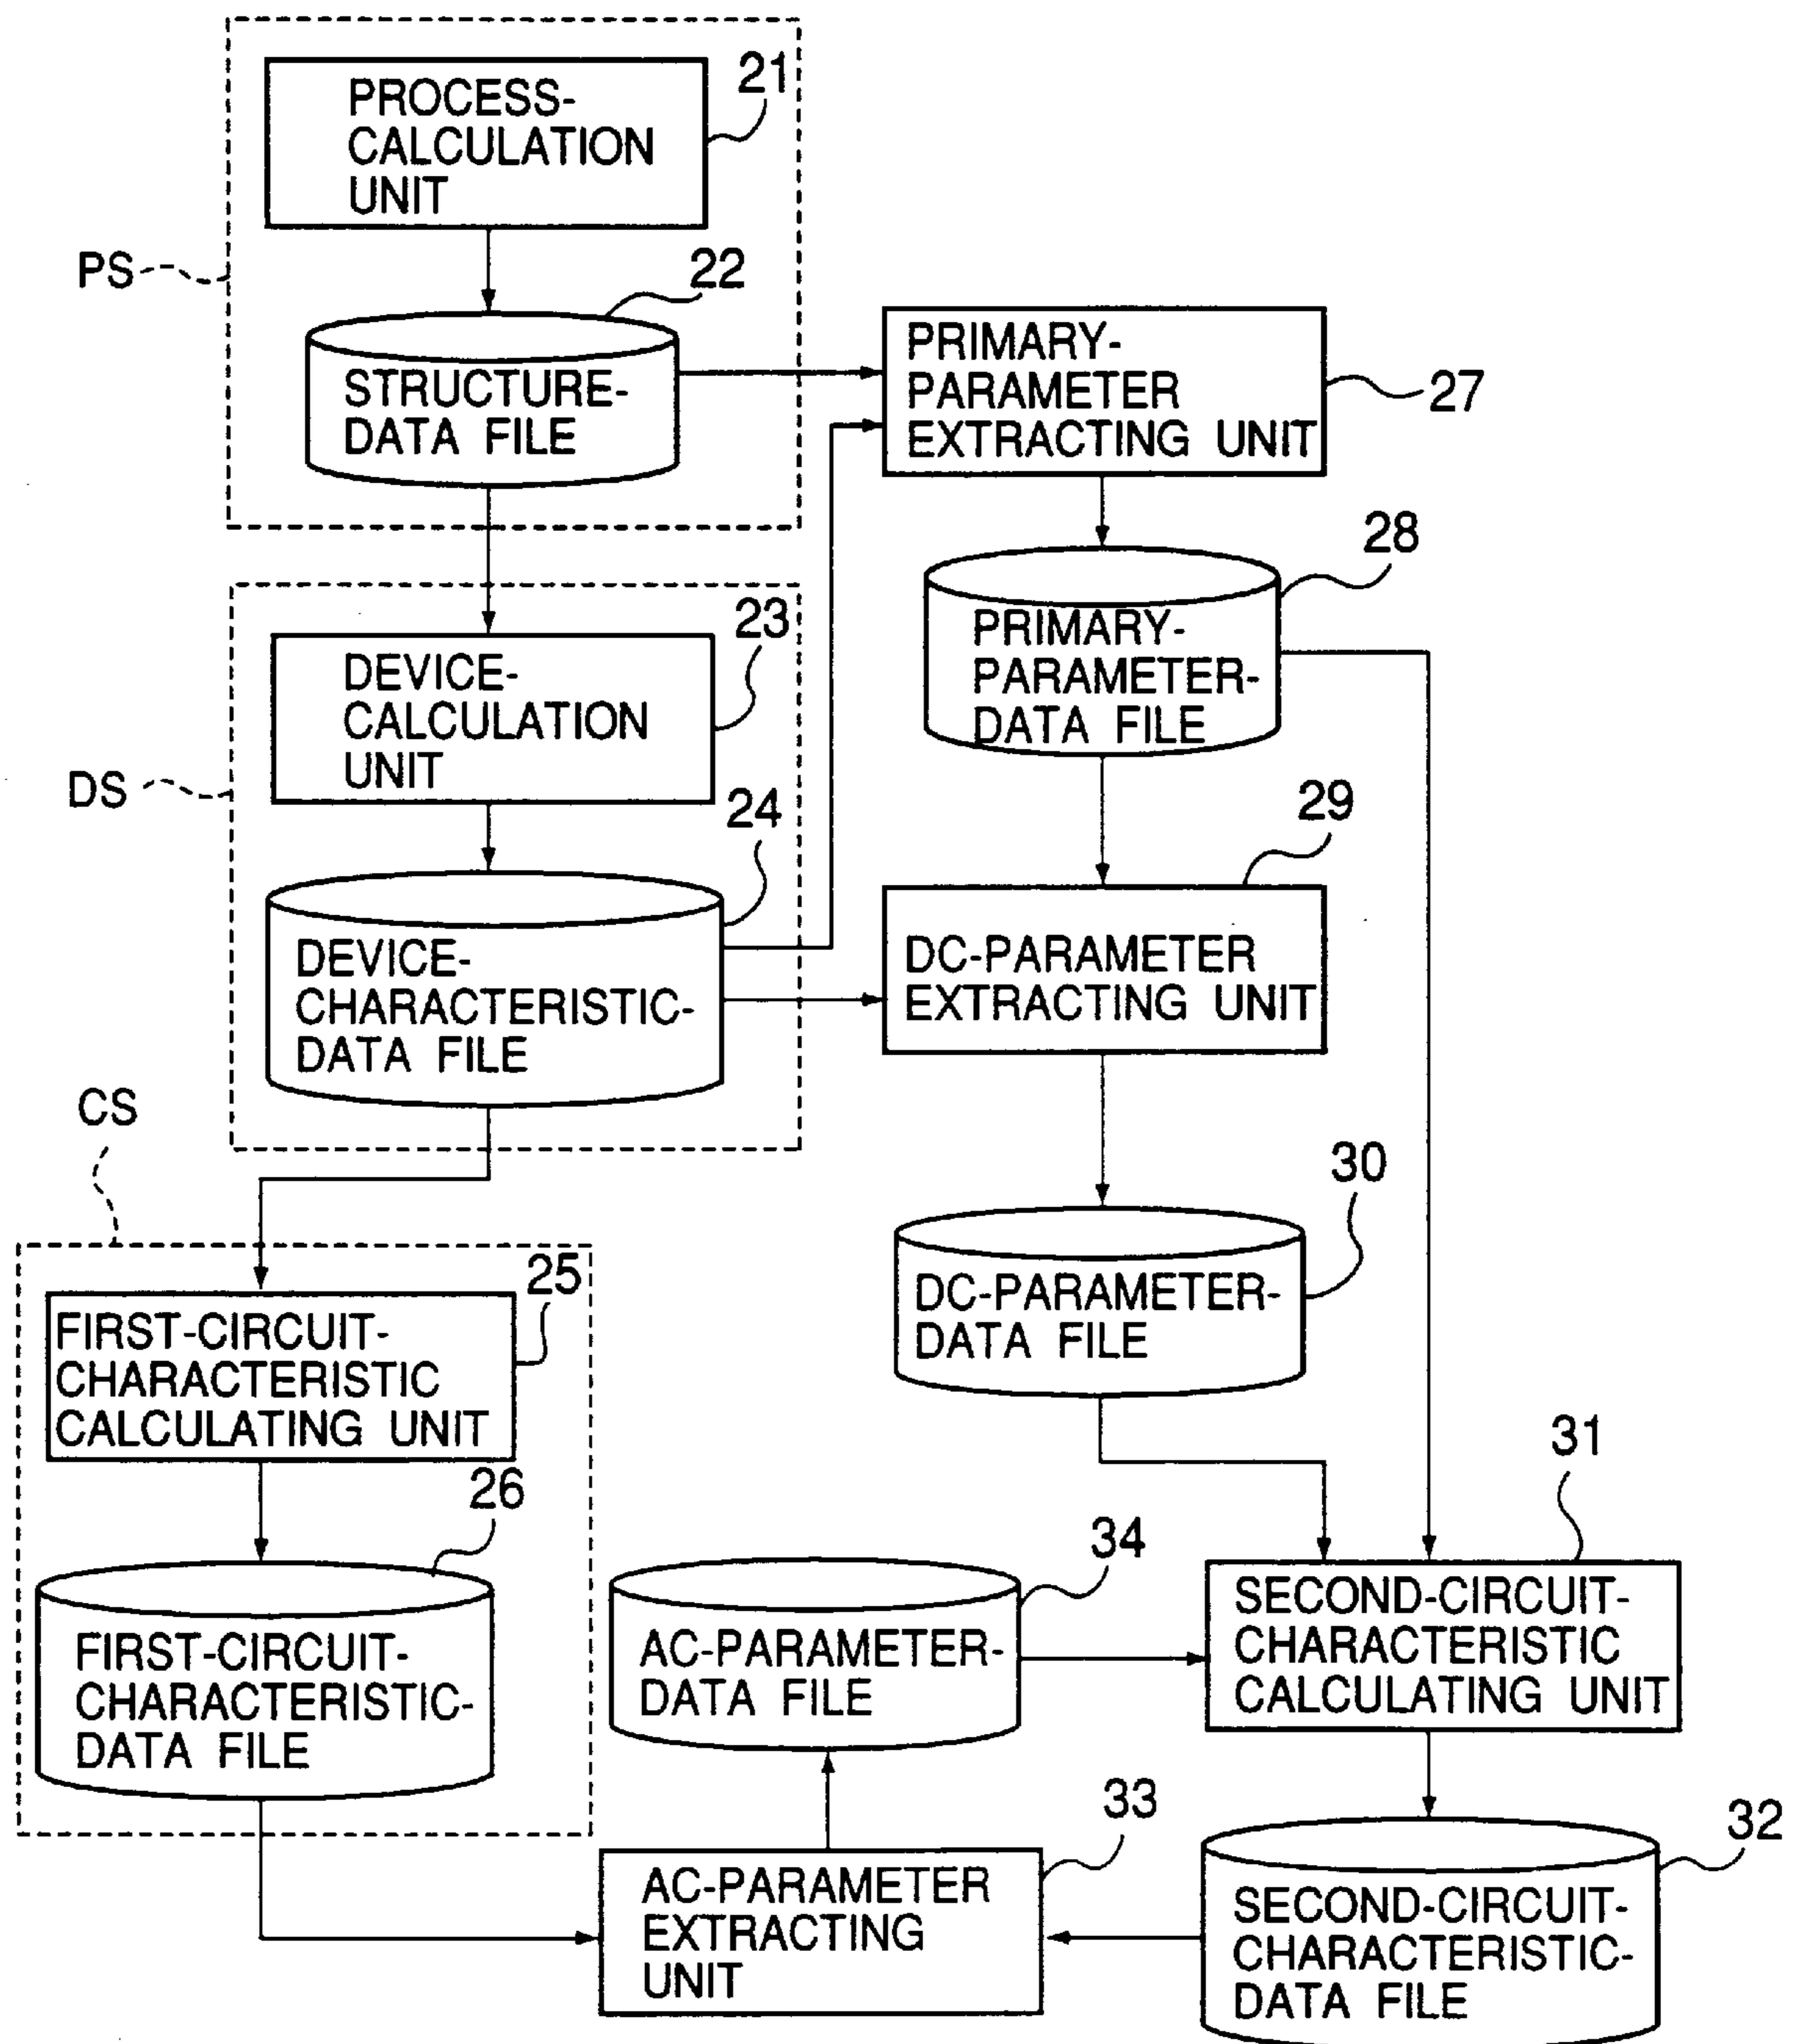 21
PROCESS-
CALCULATION
UNIT
PS
22
STRUCTURE-
DATA FILE
PRIMARY-
PARAMETER
EXTRACTING UNIT
27
28
PRIMARY-
PARAMETER-
DATA FILE
23
DEVICE-
CALCULATION
UNIT
DS
24
DEVICE-
CHARACTERISTIC-
DATA FILE
29
DC-PARAMETER
EXTRACTING UNIT
CS
30
DC-PARAMETER-
DATA FILE
25
FIRST-CIRCUIT-
CHARACTERISTIC
CALCULATING UNIT
26
FIRST-CIRCUIT-
CHARACTERISTIC-
DATA FILE
34
AC-PARAMETER-
DATA FILE
31
SECOND-CIRCUIT-
CHARACTERISTIC
CALCULATING UNIT
33
AC-PARAMETER
EXTRACTING
UNIT
32
SECOND-CIRCUIT-
CHARACTERISTIC-
DATA FILE